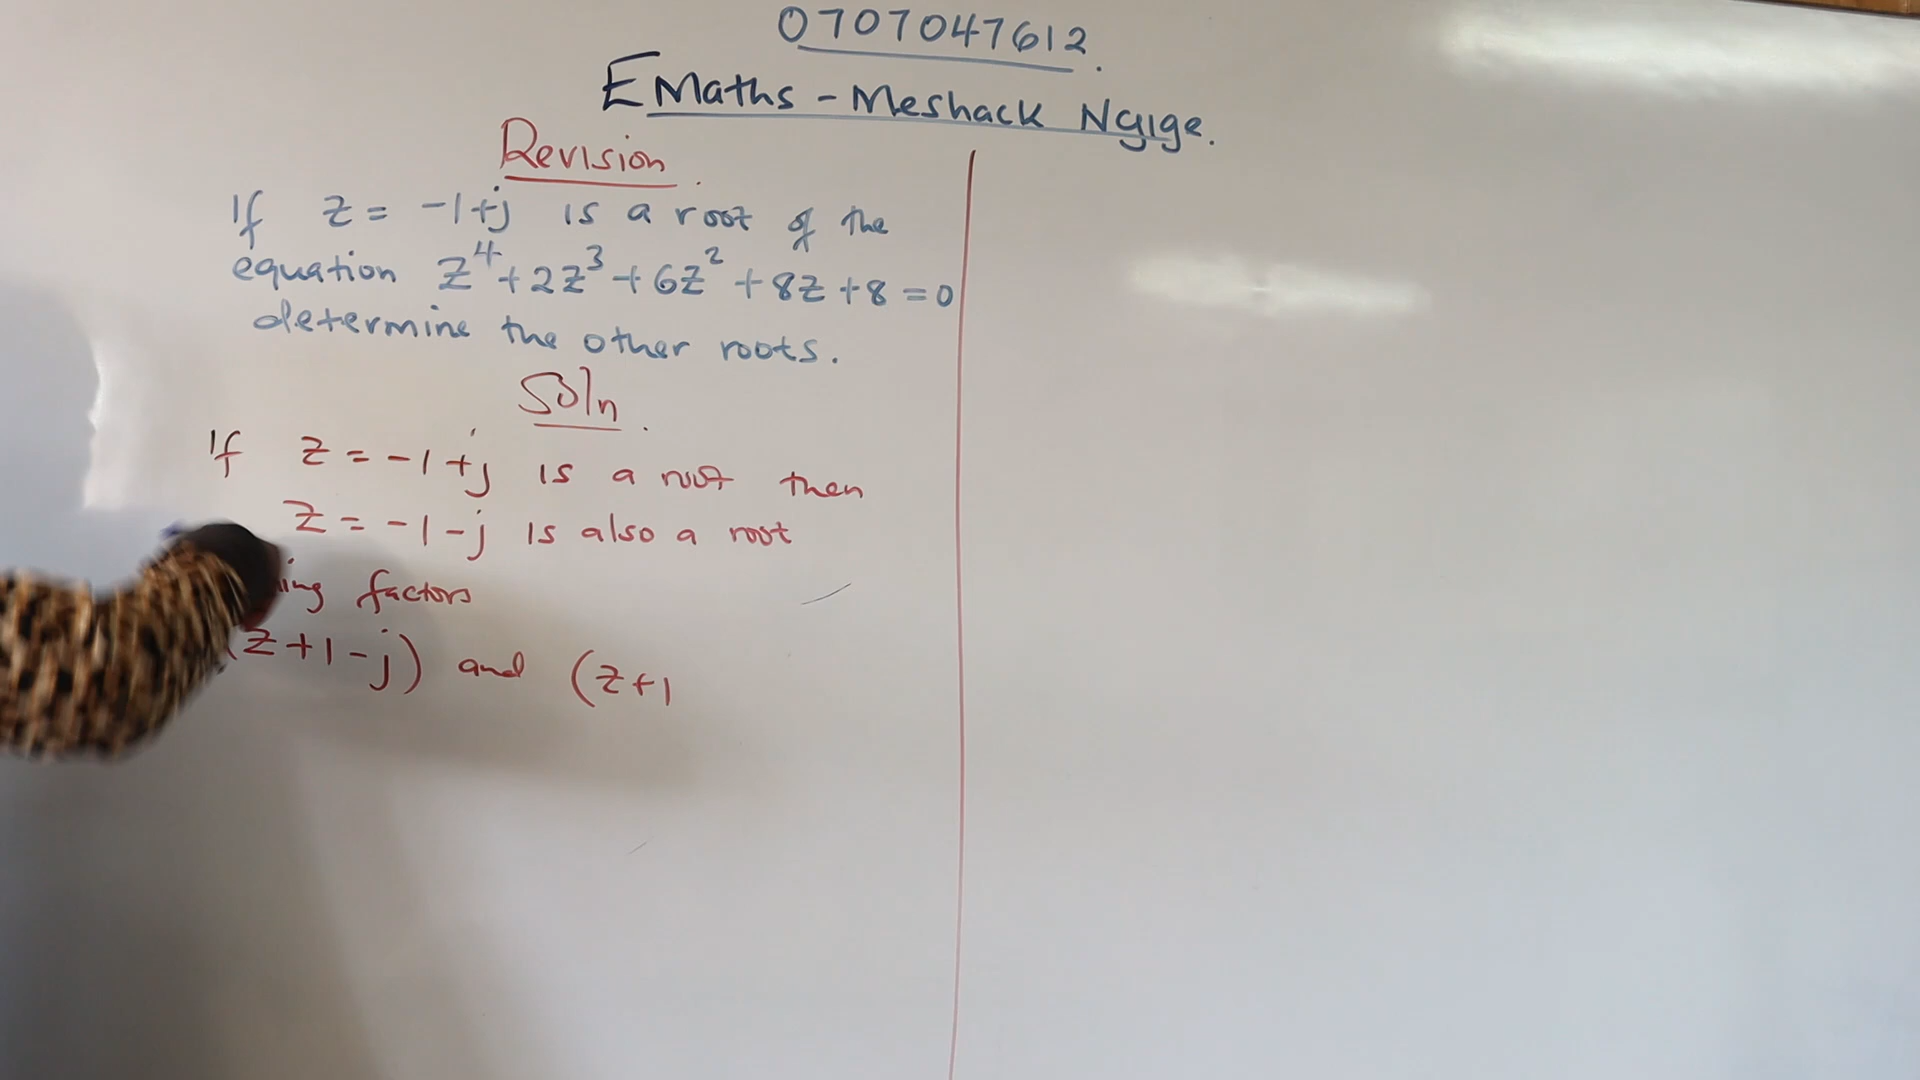 0707047612.
EMaths - Meshack Ngige.
Revision
If z = -1+j is a root of the
equation z⁴+2z³+6z²+8z+8=0
determine the other roots.
Soln.
If z = -1+j is a root then
z = -1-j is also a root
factors
(z+1-j) and (z+1